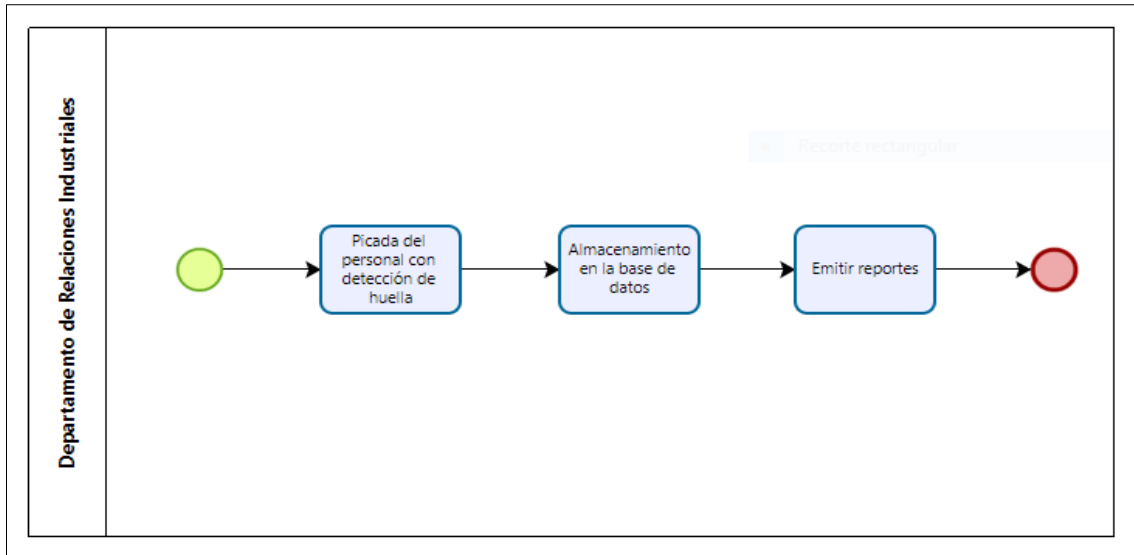 Departamento de Relaciones Industriales
Recorte rectangular
Picada del
personal con
detección de
huella
Almacenamiento
en la base de
datos
Emitir reportes